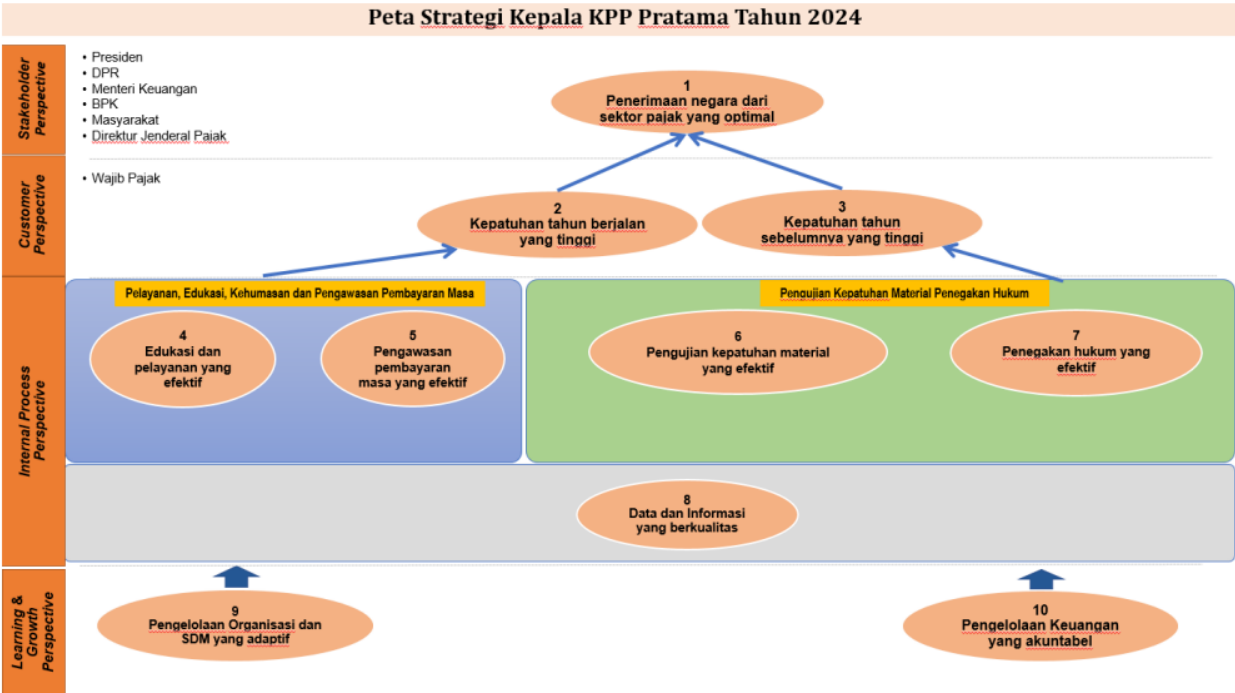 Peta Strategi Kepala KPP Pratama Tahun 2024
Stakeholder
Perspective
• Presiden
• DPR
• Menteri Keuangan
• BPK
• Masyarakat
• Direktur Jenderal Pajak
1
Penerimaan negara dari
sektor pajak yang optimal
Customer
Perspective
• Wajib Pajak
2
Kepatuhan tahun berjalan
yang tinggi
3
Kepatuhan tahun
sebelumnya yang tinggi
Internal Process
Perspective
Pelayanan, Edukasi, Kehumasan dan Pengawasan Pembayaran Masa
4
Edukasi dan
pelayanan yang
efektif
5
Pengawasan
pembayaran
masa yang efektif
Pengujian Kepatuhan Material Penegakan Hukum
6
Pengujian kepatuhan material
yang efektif
7
Penegakan hukum yang
efektif
8
Data dan Informasi
yang berkualitas
Learning &
Growth
Perspective
9
Pengelolaan Organisasi dan
SDM yang adaptif
10
Pengelolaan Keuangan
yang akuntabel